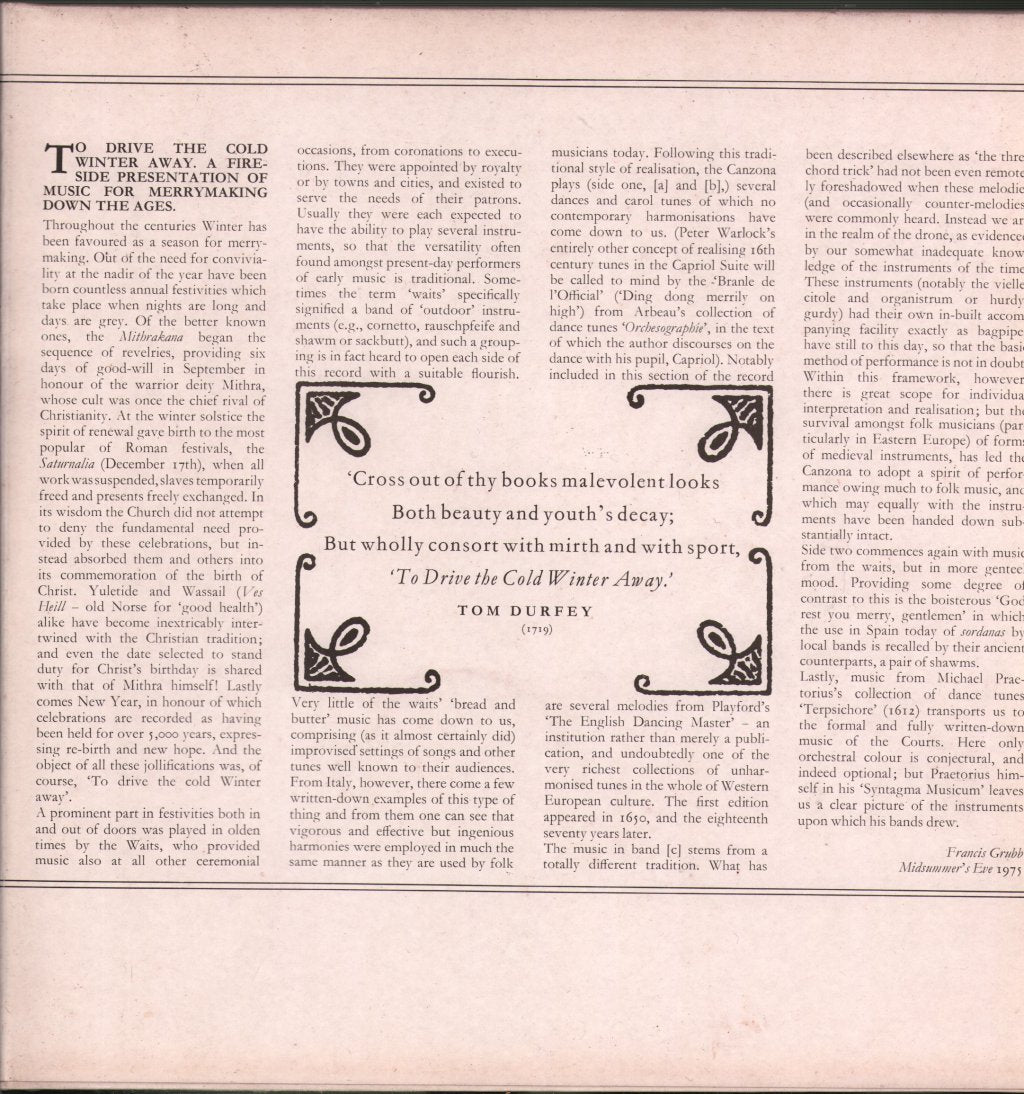 TO DRIVE THE COLD
WINTER AWAY. A FIRE-
SIDE PRESENTATION OF
MUSIC FOR MERRYMAKING
DOWN THE AGES.
Throughout the centuries Winter has
been favoured as a season for merry-
making. Out of the need for convivia-
lity at the nadir of the year have been
born countless annual festivities which
take place when nights are long and
days are grey. Of the better known
ones, the Mithrakana began the
sequence of revelries, providing six
days of good-will in September in
honour of the warrior deity Mithra,
whose cult was once the chief rival of
Christianity. At the winter solstice the
spirit of renewal gave birth to the most
popular of Roman festivals, the
Saturnalia (December 17th), when all
work was suspended, slaves temporarily
freed and presents freely exchanged. In
its wisdom the Church did not attempt
to deny the fundamental need pro-
vided by these celebrations, but in-
stead absorbed them and others into
its commemoration of the birth of
Christ. Yuletide and Wassail (Ves
Heill – old Norse for ‘good health’)
alike have become inextricably inter-
twined with the Christian tradition;
and even the date selected to stand
duty for Christ's birthday is shared
with that of Mithra himself! Lastly
comes New Year, in honour of which
celebrations are recorded as having
been held for over 5,000 years, expres-
sing re-birth and new hope. And the
object of all these jollifications was, of
course, ‘To drive the cold Winter
away’.
A prominent part in festivities both in
and out of doors was played in olden
times by the Waits, who provided
music also at all other ceremonial
occasions, from coronations to execu-
tions. They were appointed by royalty
or by towns and cities, and existed to
serve the needs of their patrons.
Usually they were each expected to
have the ability to play several instru-
ments, so that the versatility often
found amongst present-day performers
of early music is traditional. Some-
times the term ‘waits’ specifically
signified a band of ‘outdoor’ instru-
ments (e.g., cornetto, rauschpfeife and
shawm or sackbutt), and such a group-
ing is in fact heard to open each side of
this record with a suitable flourish.
Very little of the waits’ ‘bread and
butter’ music has come down to us,
comprising (as it almost certainly did)
improvised settings of songs and other
tunes well known to their audiences.
From Italy, however, there come a few
written-down examples of this type of
thing and from them one can see that
vigorous and effective but ingenious
harmonies were employed in much the
same manner as they are used by folk
musicians today. Following this tradi-
tional style of realisation, the Canzona
plays (side one, [a] and [b],) several
dances and carol tunes of which no
contemporary harmonisations have
come down to us. (Peter Warlock's
entirely other concept of realising 16th
century tunes in the Capriol Suite will
be called to mind by the ‘Branle de
l'Official’ (‘Ding dong merrily on
high’) from Arbeau's collection of
dance tunes ‘Orchesographie’, in the text
of which the author discourses on the
dance with his pupil, Capriol). Notably
included in this section of the record
are several melodies from Playford's
‘The English Dancing Master’ – an
institution rather than merely a publi-
cation, and undoubtedly one of the
very richest collections of unhar-
monised tunes in the whole of Western
European culture. The first edition
appeared in 1650, and the eighteenth
seventy years later.
The music in band [c] stems from a
totally different tradition. What has
been described elsewhere as ‘the thre
chord trick’ had not been even remote
ly foreshadowed when these melodie
(and occasionally counter-melodies
were commonly heard. Instead we ar
in the realm of the drone, as evidenced
by our somewhat inadequate know
ledge of the instruments of the time
These instruments (notably the vielle
citole and organistrum or hurdy
gurdy) had their own in-built accom
panying facility exactly as bagpipe
have still to this day, so that the basi
method of performance is not in doubt
Within this framework, however
there is great scope for individua
interpretation and realisation; but the
survival amongst folk musicians (par
ticularly in Eastern Europe) of forms
of medieval instruments, has led the
Canzona to adopt a spirit of perfor
mance owing much to folk music, and
which may equally with the instru
ments have been handed down sub-
stantially intact.
Side two commences again with music
from the waits, but in more genteel
mood. Providing some degree of
contrast to this is the boisterous ‘God
rest you merry, gentlemen’ in which
the use in Spain today of sordanas by
local bands is recalled by their ancient
counterparts, a pair of shawms.
Lastly, music from Michael Prae-
torius's collection of dance tunes
‘Terpsichore’ (1612) transports us to
the formal and fully written-down
music of the Courts. Here only
orchestral colour is conjectural, and
indeed optional; but Praetorius him-
self in his ‘Syntagma Musicum’ leaves
us a clear picture of the instruments
upon which his bands drew.
Francis Grubb
Midsummer's Eve 1975
‘Cross out of thy books malevolent looks
Both beauty and youth's decay;
But wholly consort with mirth and with sport,
‘To Drive the Cold Winter Away.’
TOM DURFEY
(1719)